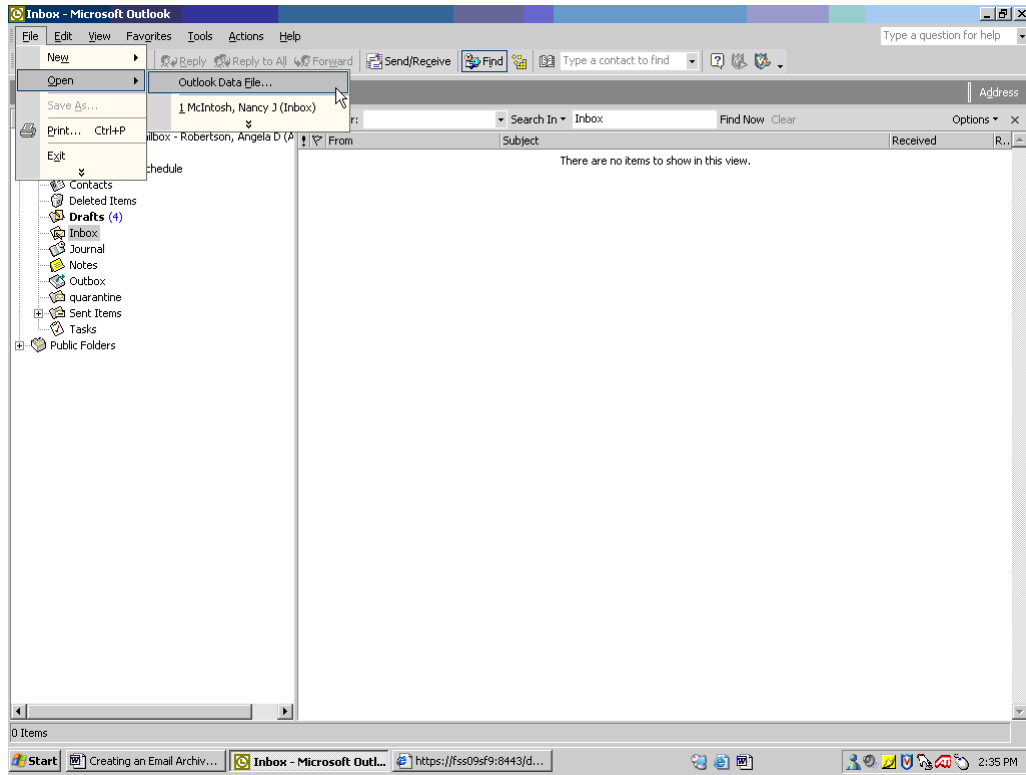 Inbox - Microsoft Outlook
File Edit View Favorites Tools Actions Help Type a question for help
New
Reply Reply to All Forward Send/Receive Find Type a contact to find
Open
Outlook Data File...
Address
Save As...
1 McIntosh, Nancy J (Inbox)
r: Search In Inbox Find Now Clear Options
Print... Ctrl+P
ilbox - Robertson, Angela D (A
! From Subject Received R..
Exit
There are no items to show in this view.
chedule
Contacts
Deleted Items
Drafts (4)
Inbox
Journal
Notes
Outbox
quarantine
Sent Items
Tasks
Public Folders
0 Items
Start Creating an Email Archiv... Inbox - Microsoft Outl... https://fss09sf9:8443/d... 2:35 PM